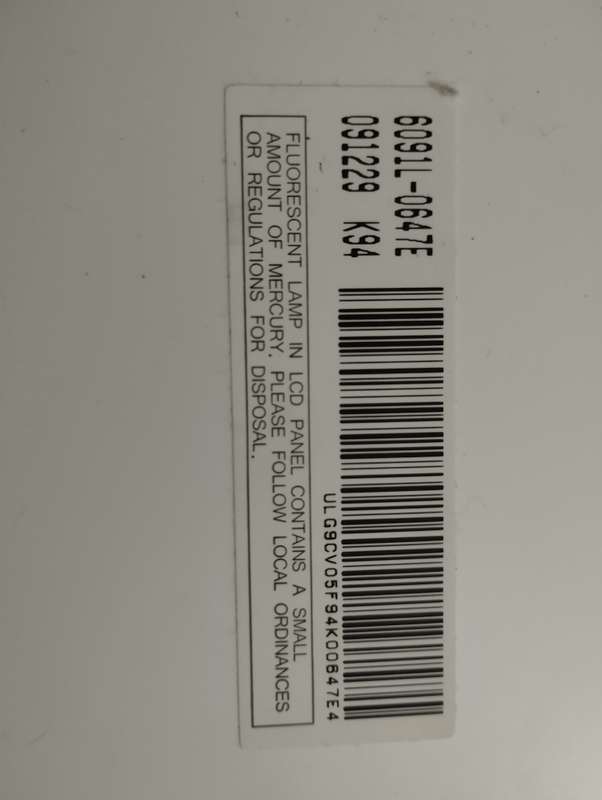 6091L-0647E
091229 K94
ULG9CV05F94K00647E4
FLUORESCENT LAMP IN LCD PANEL CONTAINS A SMALL
AMOUNT OF MERCURY. PLEASE FOLLOW LOCAL ORDINANCES
OR REGULATIONS FOR DISPOSAL.